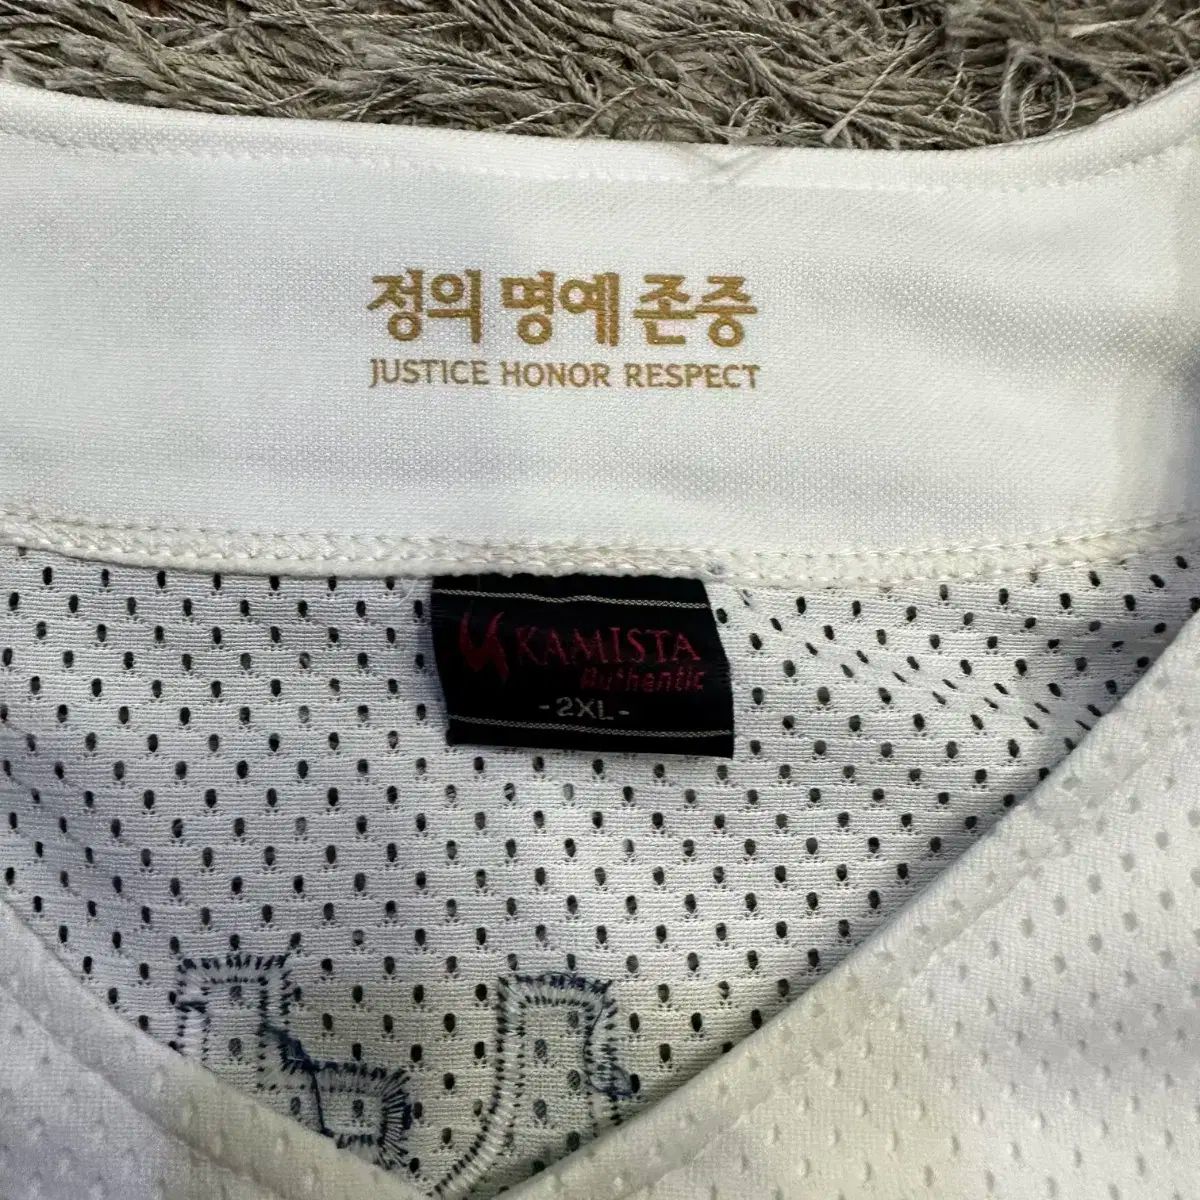 정의 명예 존중
JUSTICE HONOR RESPECT
KAMISTA
Authentic
-2XL-